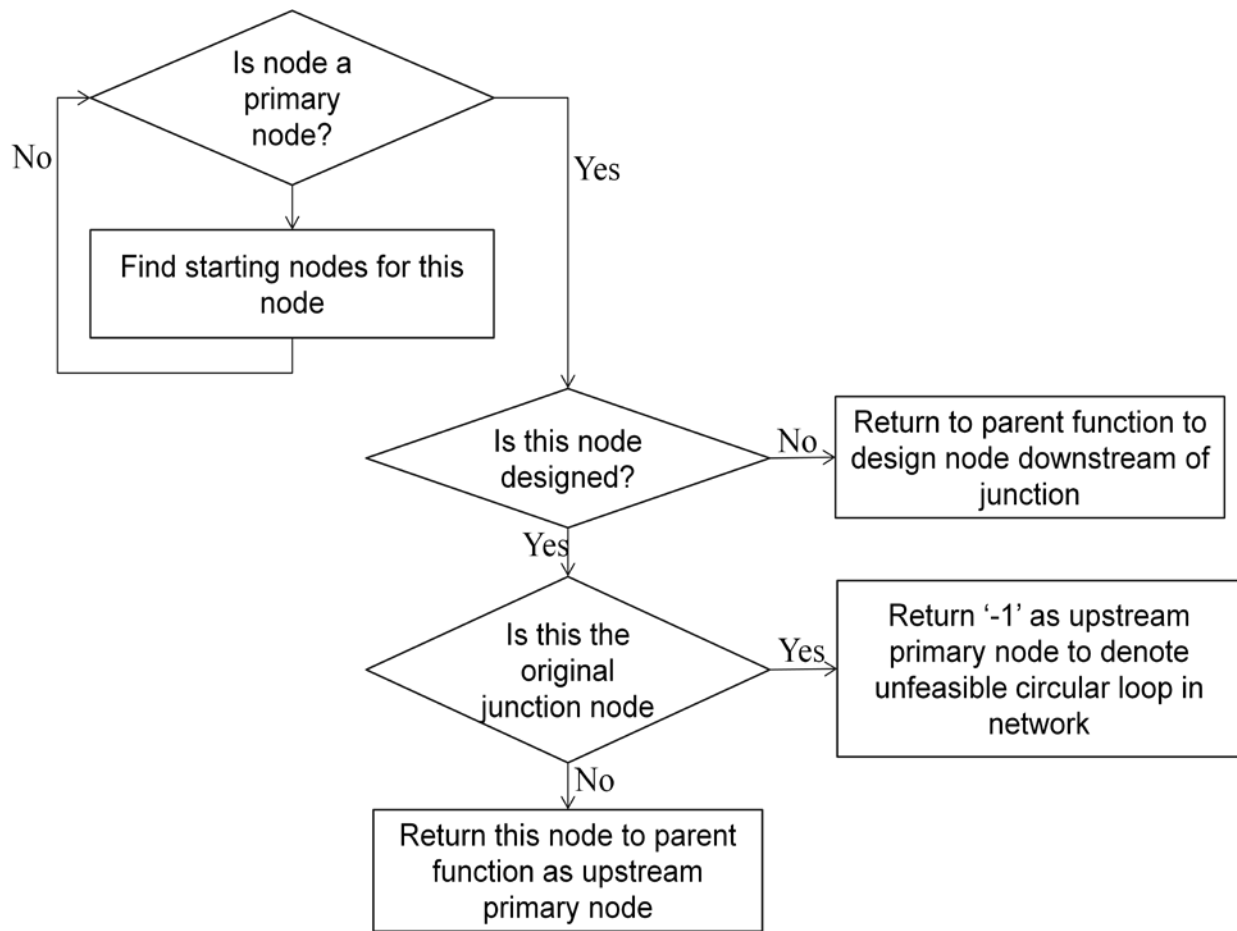 Is node a
primary
node?
No
Yes
Find starting nodes for this
node
Is this node
designed?
No
Return to parent function to
design node downstream of
junction
Yes
Is this the
original
junction node
Yes
Return ‘-1’ as upstream
primary node to denote
unfeasible circular loop in
network
No
Return this node to parent
function as upstream
primary node